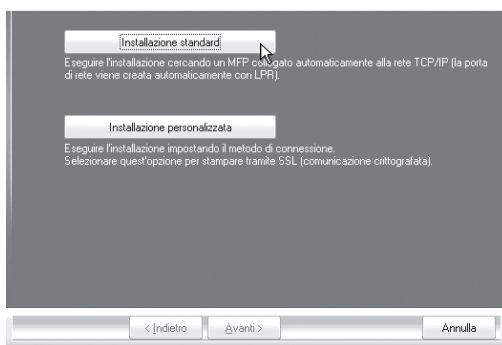 Installazione standard
Eseguire l'installazione cercando un MFP collegato automaticamente alla rete TCP/IP (la porta
di rete viene creata automaticamente con LPR).
Installazione personalizzata
Eseguire l'installazione impostando il metodo di connessione.
Selezionare quest'opzione per stampare tramite SSL (comunicazione crittografata).
< Indietro
Avanti >
Annulla